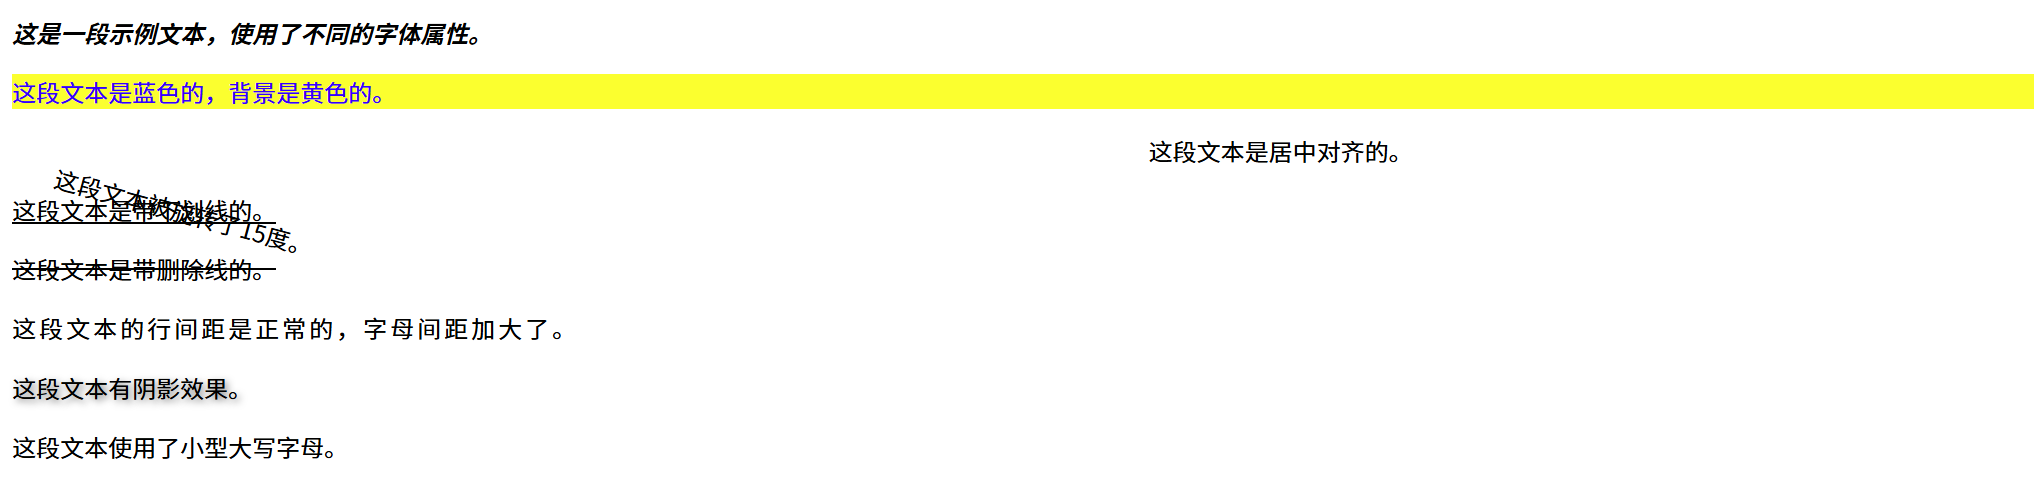 这是一段示例文本，使用了不同的字体属性。
这段文本是蓝色的，背景是黄色的。
这段文本是居中对齐的。
这段文本被旋转了15度。
这段文本是带下划线的。
这段文本是带删除线的。
这段文本的行间距是正常的，字母间距加大了。
这段文本有阴影效果。
这段文本使用了小型大写字母。